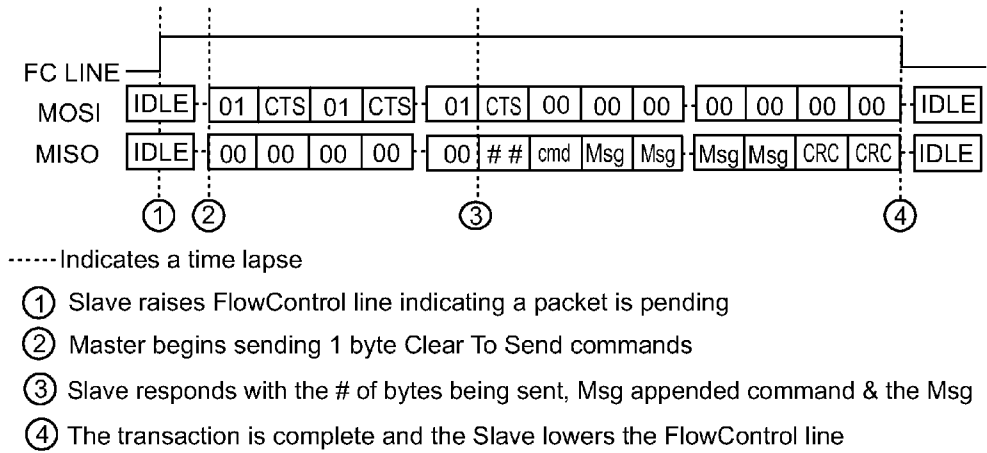 FC LINE
MOSI IDLE 01 CTS 01 CTS 01 CTS 00 00 00 00 00 00 00 IDLE
MISO IDLE 00 00 00 00 00 ## cmd Msg Msg Msg Msg CRC CRC IDLE
1 2 3 4
Indicates a time lapse
1 Slave raises FlowControl line indicating a packet is pending
2 Master begins sending 1 byte Clear To Send commands
3 Slave responds with the # of bytes being sent, Msg appended command & the Msg
4 The transaction is complete and the Slave lowers the FlowControl line